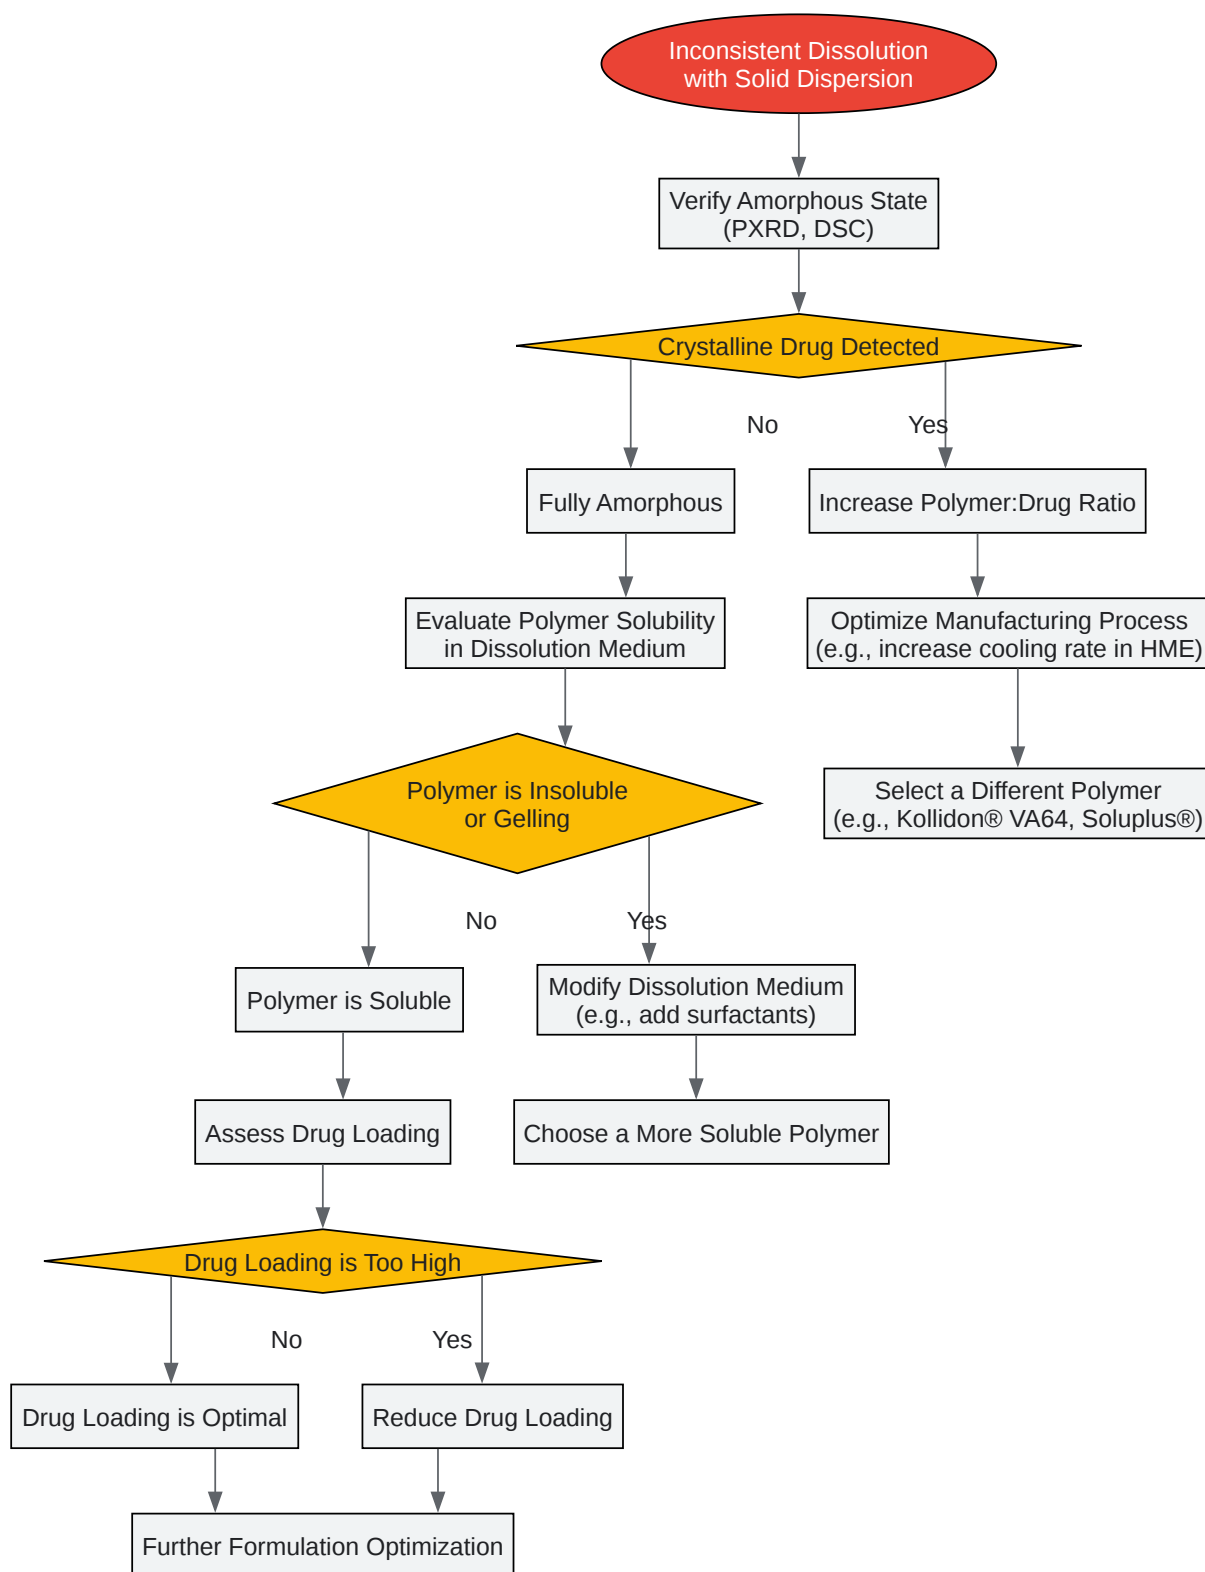 Inconsistent Dissolution
with Solid Dispersion
Verify Amorphous State
(PXRD, DSC)
Crystalline Drug Detected
No
Yes
Fully Amorphous
Increase Polymer:Drug Ratio
Evaluate Polymer Solubility
in Dissolution Medium
Optimize Manufacturing Process
(e.g., increase cooling rate in HME)
Polymer is Insoluble
or Gelling
Select a Different Polymer
(e.g., Kollidon® VA64, Soluplus®)
No
Yes
Polymer is Soluble
Modify Dissolution Medium
(e.g., add surfactants)
Assess Drug Loading
Choose a More Soluble Polymer
Drug Loading is Too High
No
Yes
Drug Loading is Optimal
Reduce Drug Loading
Further Formulation Optimization